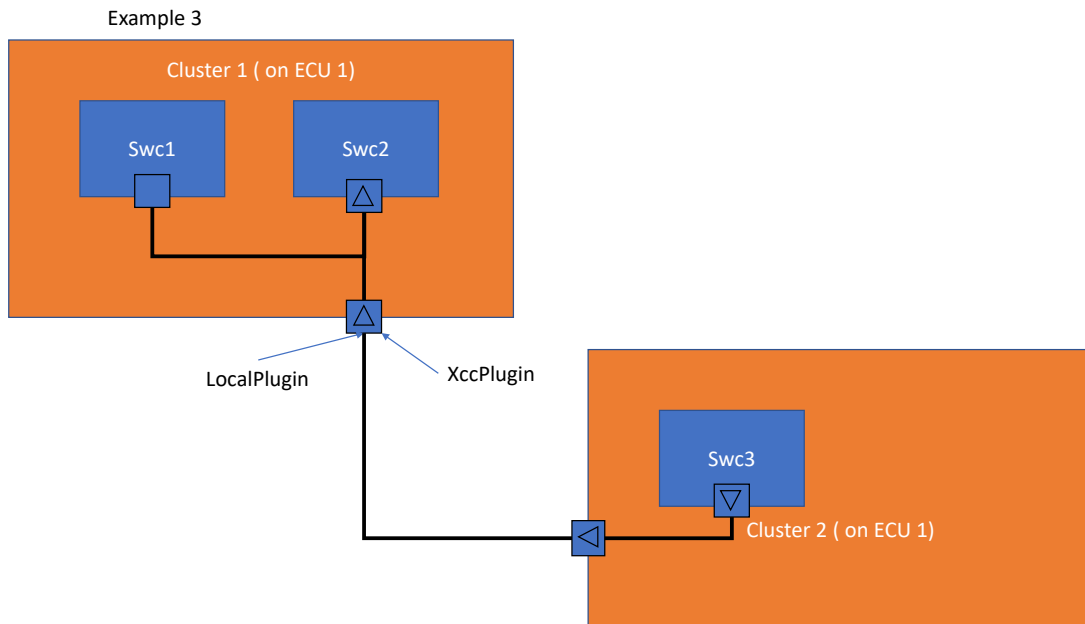 Example 3
Cluster 1 ( on ECU 1)
Swc1
Swc2
LocalPlugin
XccPlugin
Swc3
Cluster 2 ( on ECU 1)